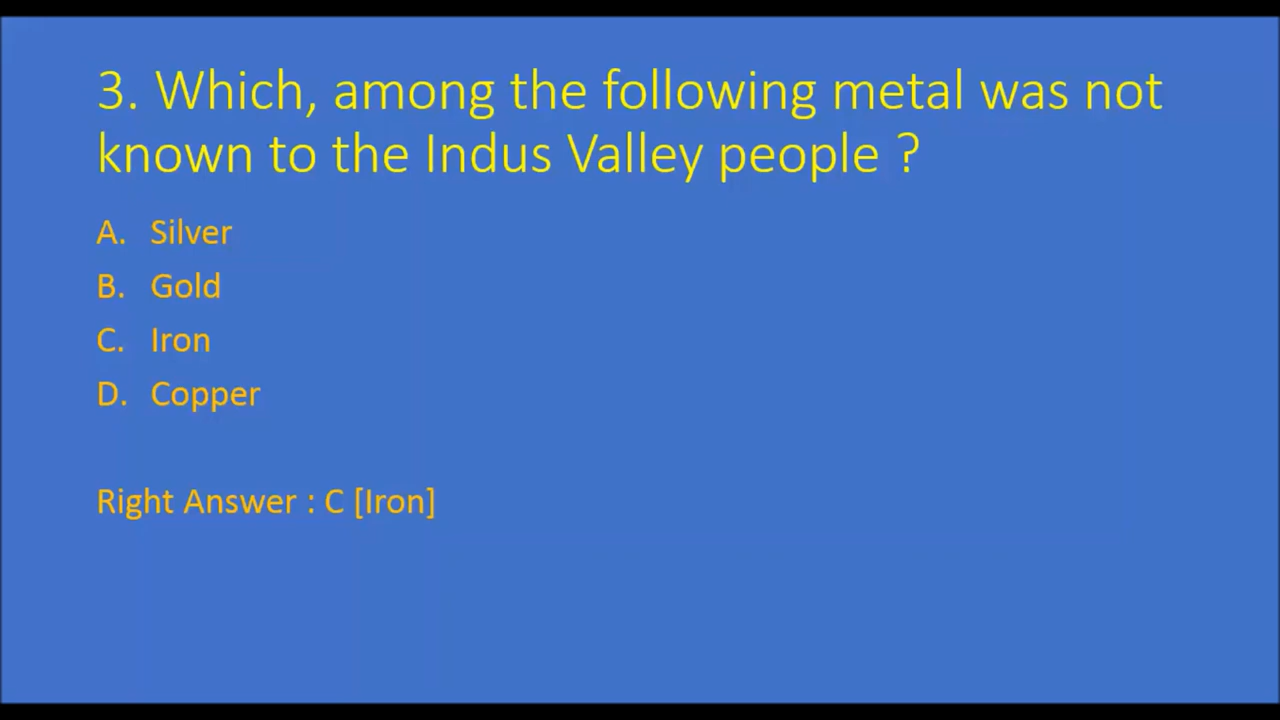 3. Which, among the following metal was not
known to the Indus Valley people ?
A. Silver
B. Gold
C. Iron
D. Copper
Right Answer : C [Iron]